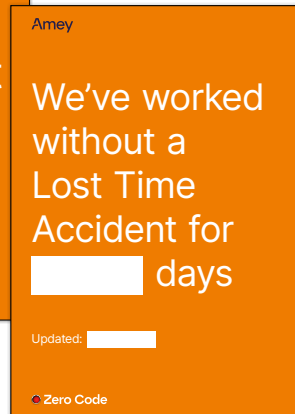 Amey
We've worked
without a
Lost Time
Accident for
days
Updated:
Zero Code